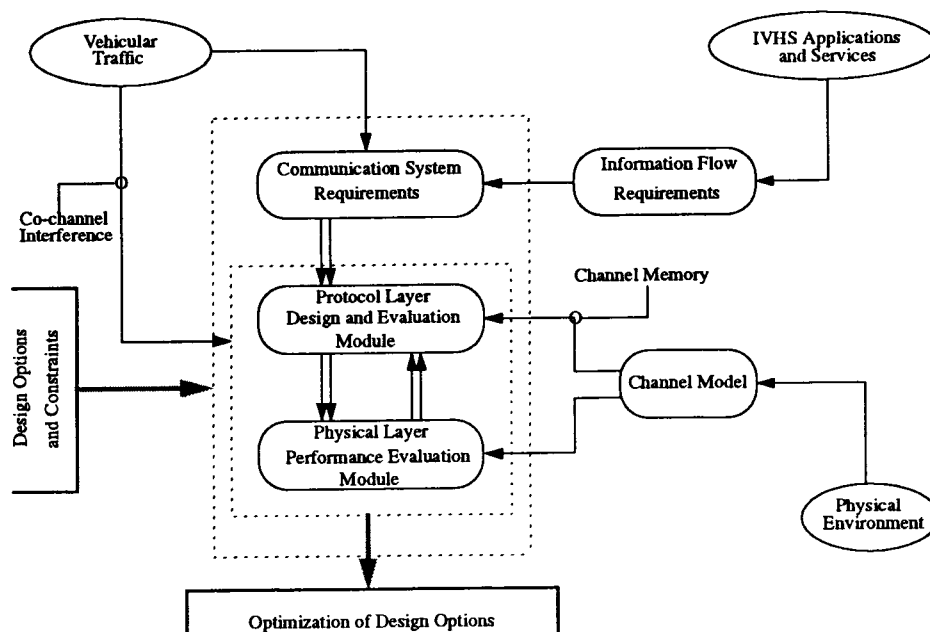 Vehicular
Traffic
IVHS Applications
and Services
Communication System
Requirements
Information Flow
Requirements
Co-channel
Interference
Channel Memory
Protocol Layer
Design and Evaluation
Module
Design Options
and Constraints
Channel Model
Physical Layer
Performance Evaluation
Module
Physical
Environment
Optimization of Design Options